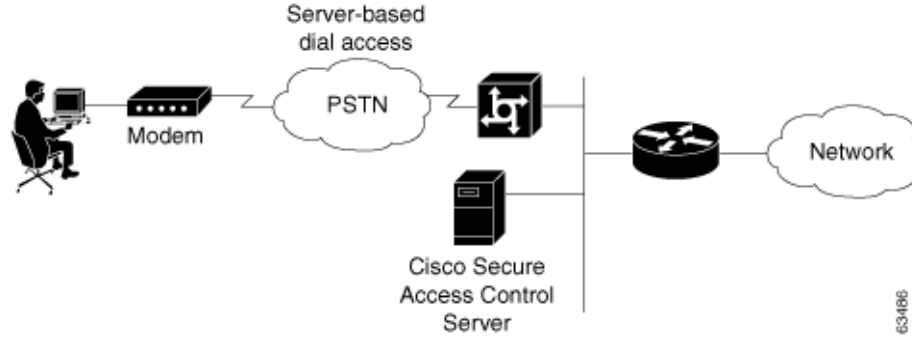 Server-based
dial access
PSTN
Modem
Network
Cisco Secure
Access Control
Server
63486